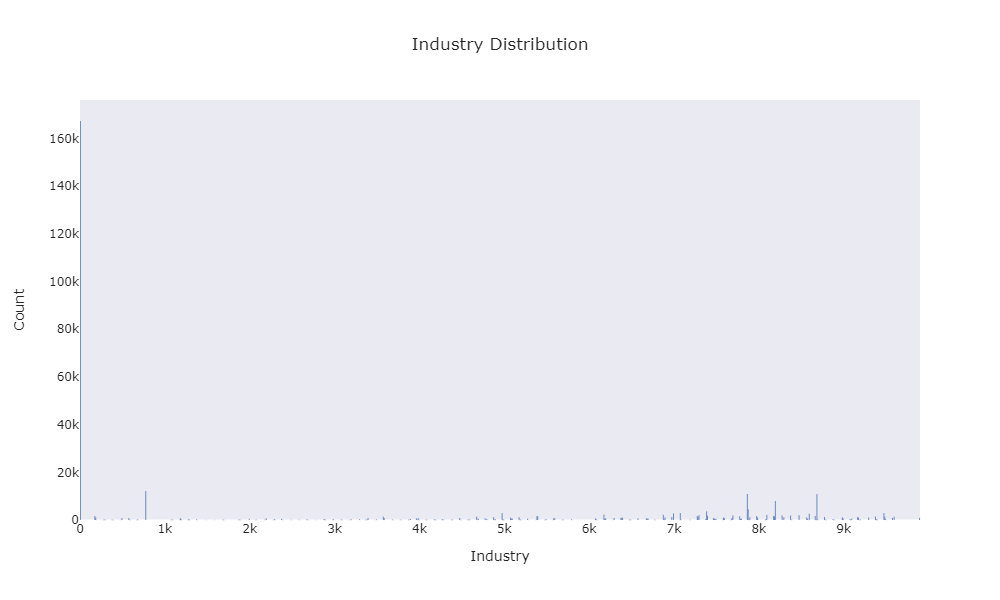 Industry Distribution
160k
140k
120k
100k
80k
60k
40k
20k
0
0 1k 2k 3k 4k 5k 6k 7k 8k 9k
Count
Industry